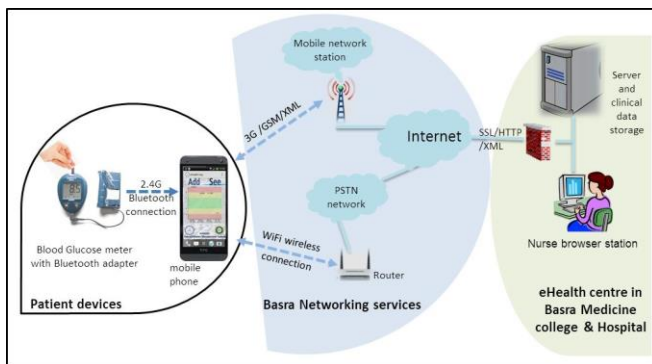 Mobile network
station
3G /GSM/XML
Internet
SSL/HTTP
/XML
Server
and
clinical
data
storage
PSTN
network
2.4G
Bluetooth
connection
Add See
Blood Glucose meter
with Bluetooth adapter
mobile
phone
WiFi wireless
connection
Router
Nurse browser station
Patient devices
Basra Networking services
eHealth centre in
Basra Medicine
college & Hospital